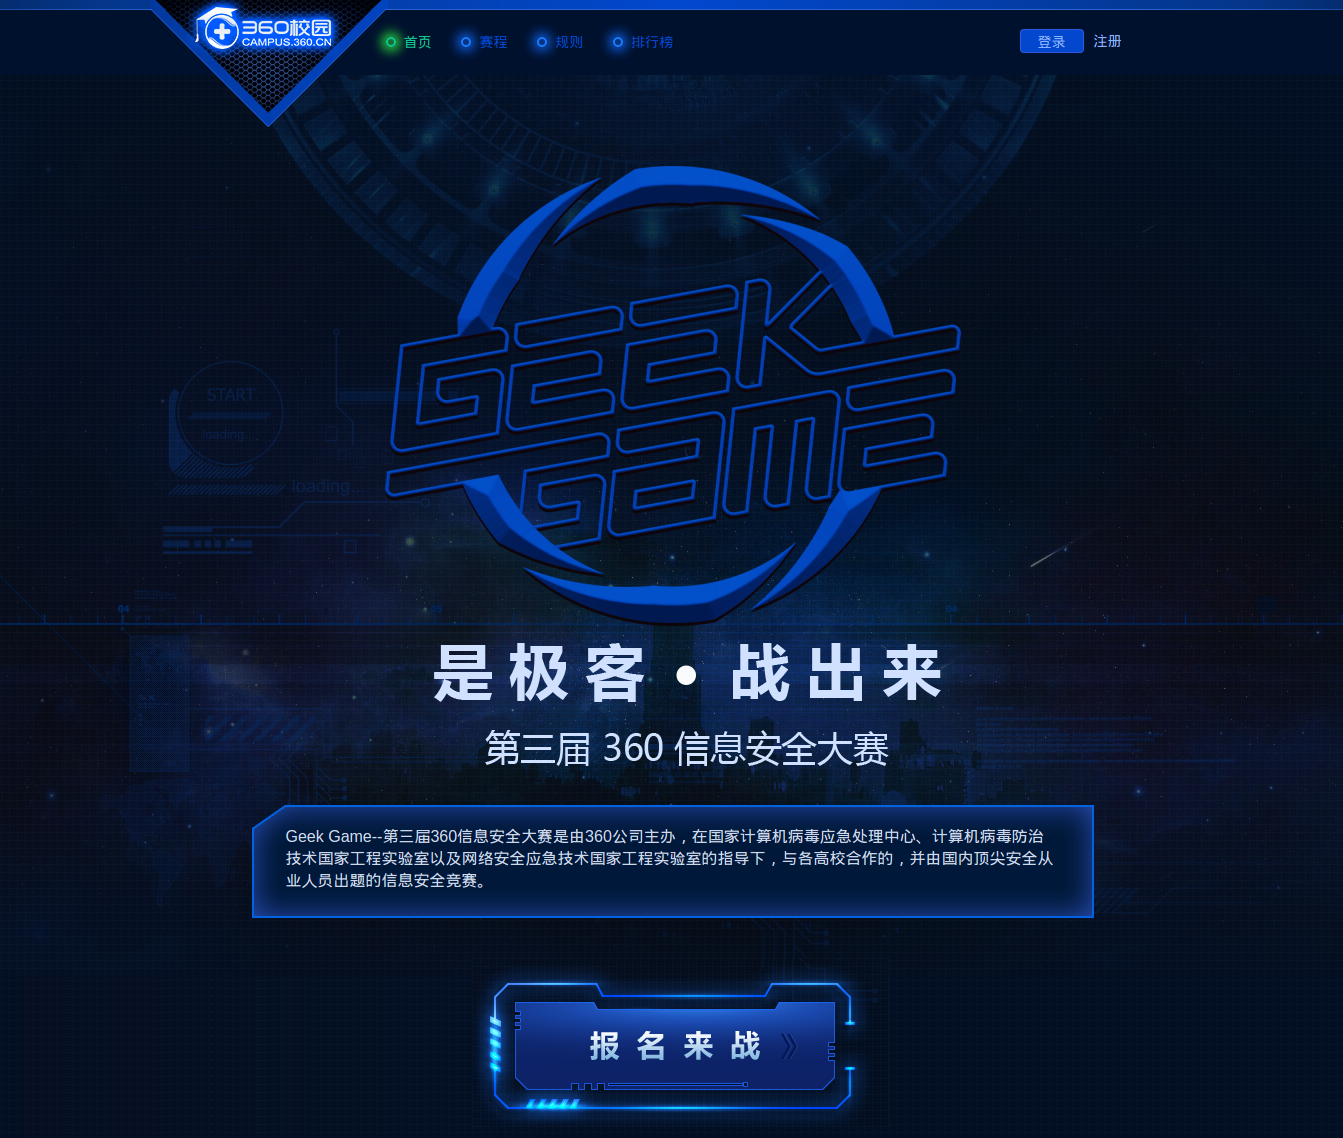 360校园
CAMPUS.360.CN
首页
赛程
规则
排行榜
登录
注册
GEEK
GAME
START
loading...
loading...
04
05
04
是极客·战出来
第三届 360 信息安全大赛
Geek Game--第三届360信息安全大赛是由360公司主办，在国家计算机病毒应急处理中心、计算机病毒防治
技术国家工程实验室以及网络安全应急技术国家工程实验室的指导下，与各高校合作的，并由国内顶尖安全从
业人员出题的信息安全竞赛。
报名来战